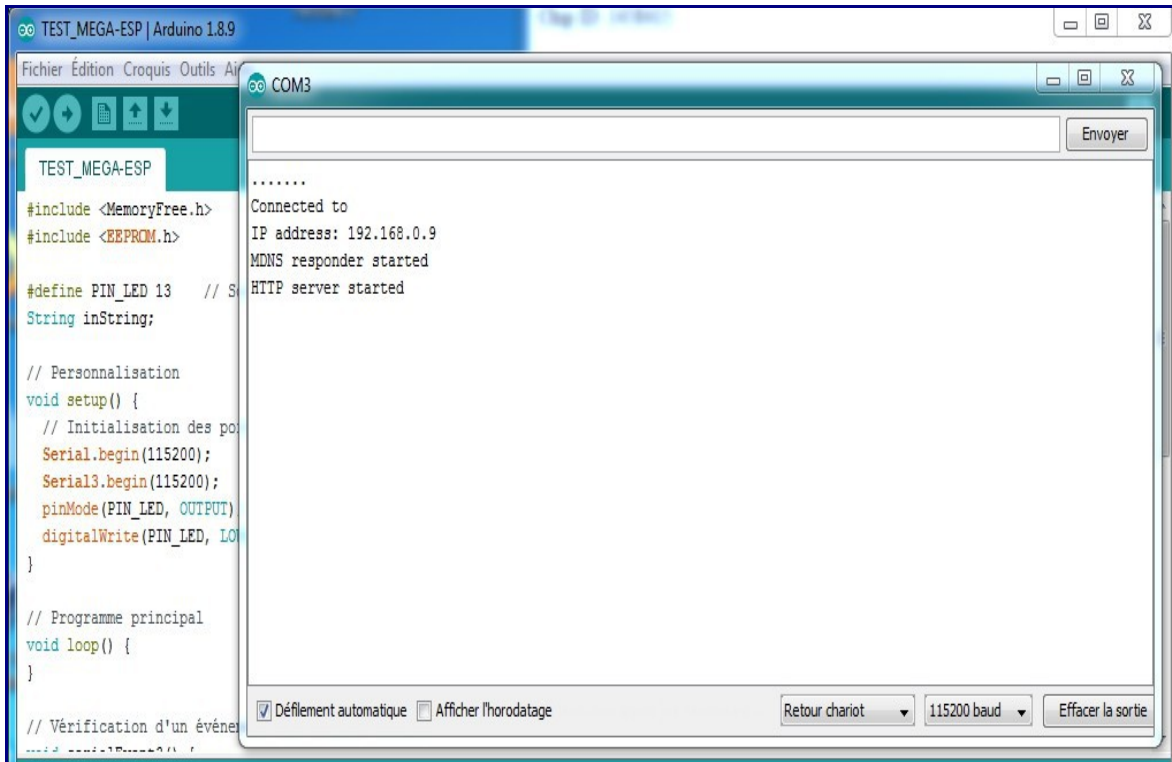 TEST_MEGA-ESP | Arduino 1.8.9
Fichier Édition Croquis Outils
TEST_MEGA-ESP
#include <MemoryFree.h>
#include <EEPROM.h>
#define PIN_LED 13 //
String inString;
// Personnalisation
void setup() {
// Initialisation des
Serial.begin(115200);
Serial3.begin(115200);
pinMode(PIN_LED, OUTPUT)
digitalWrite(PIN_LED,
}
// Programme principal
void loop() {
}
// Vérification d'un
COM3
Envoyer
.......
Connected to
IP address: 192.168.0.9
MDNS responder started
HTTP server started
Défilement automatique Afficher l'horodatage
Retour chariot 115200 baud Effacer la sortie